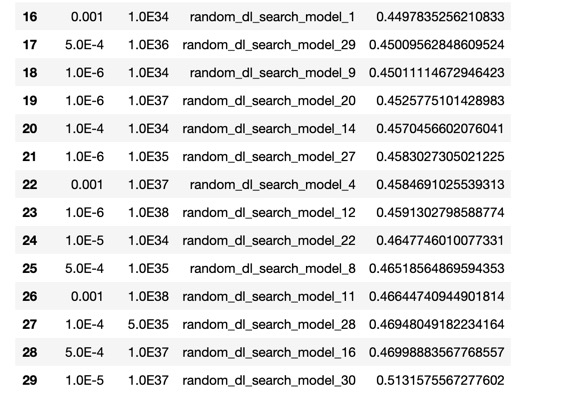 16 0.001 1.0E34 random_dl_search_model_1 0.4497835256210833
17 5.0E-4 1.0E36 random_dl_search_model_29 0.45009562848609524
18 1.0E-6 1.0E34 random_dl_search_model_9 0.45011114672946423
19 1.0E-6 1.0E37 random_dl_search_model_20 0.4525775101428983
20 1.0E-4 1.0E34 random_dl_search_model_14 0.4570456602076041
21 1.0E-6 1.0E35 random_dl_search_model_27 0.4583027305021225
22 0.001 1.0E37 random_dl_search_model_4 0.4584691025539313
23 1.0E-6 1.0E38 random_dl_search_model_12 0.4591302798588774
24 1.0E-5 1.0E34 random_dl_search_model_22 0.4647746010077331
25 5.0E-4 1.0E35 random_dl_search_model_8 0.46518564869594353
26 0.001 1.0E38 random_dl_search_model_11 0.46644740944901814
27 1.0E-4 5.0E35 random_dl_search_model_28 0.46948049182234164
28 5.0E-4 1.0E37 random_dl_search_model_16 0.46998883567768557
29 1.0E-5 1.0E37 random_dl_search_model_30 0.5131575567277602